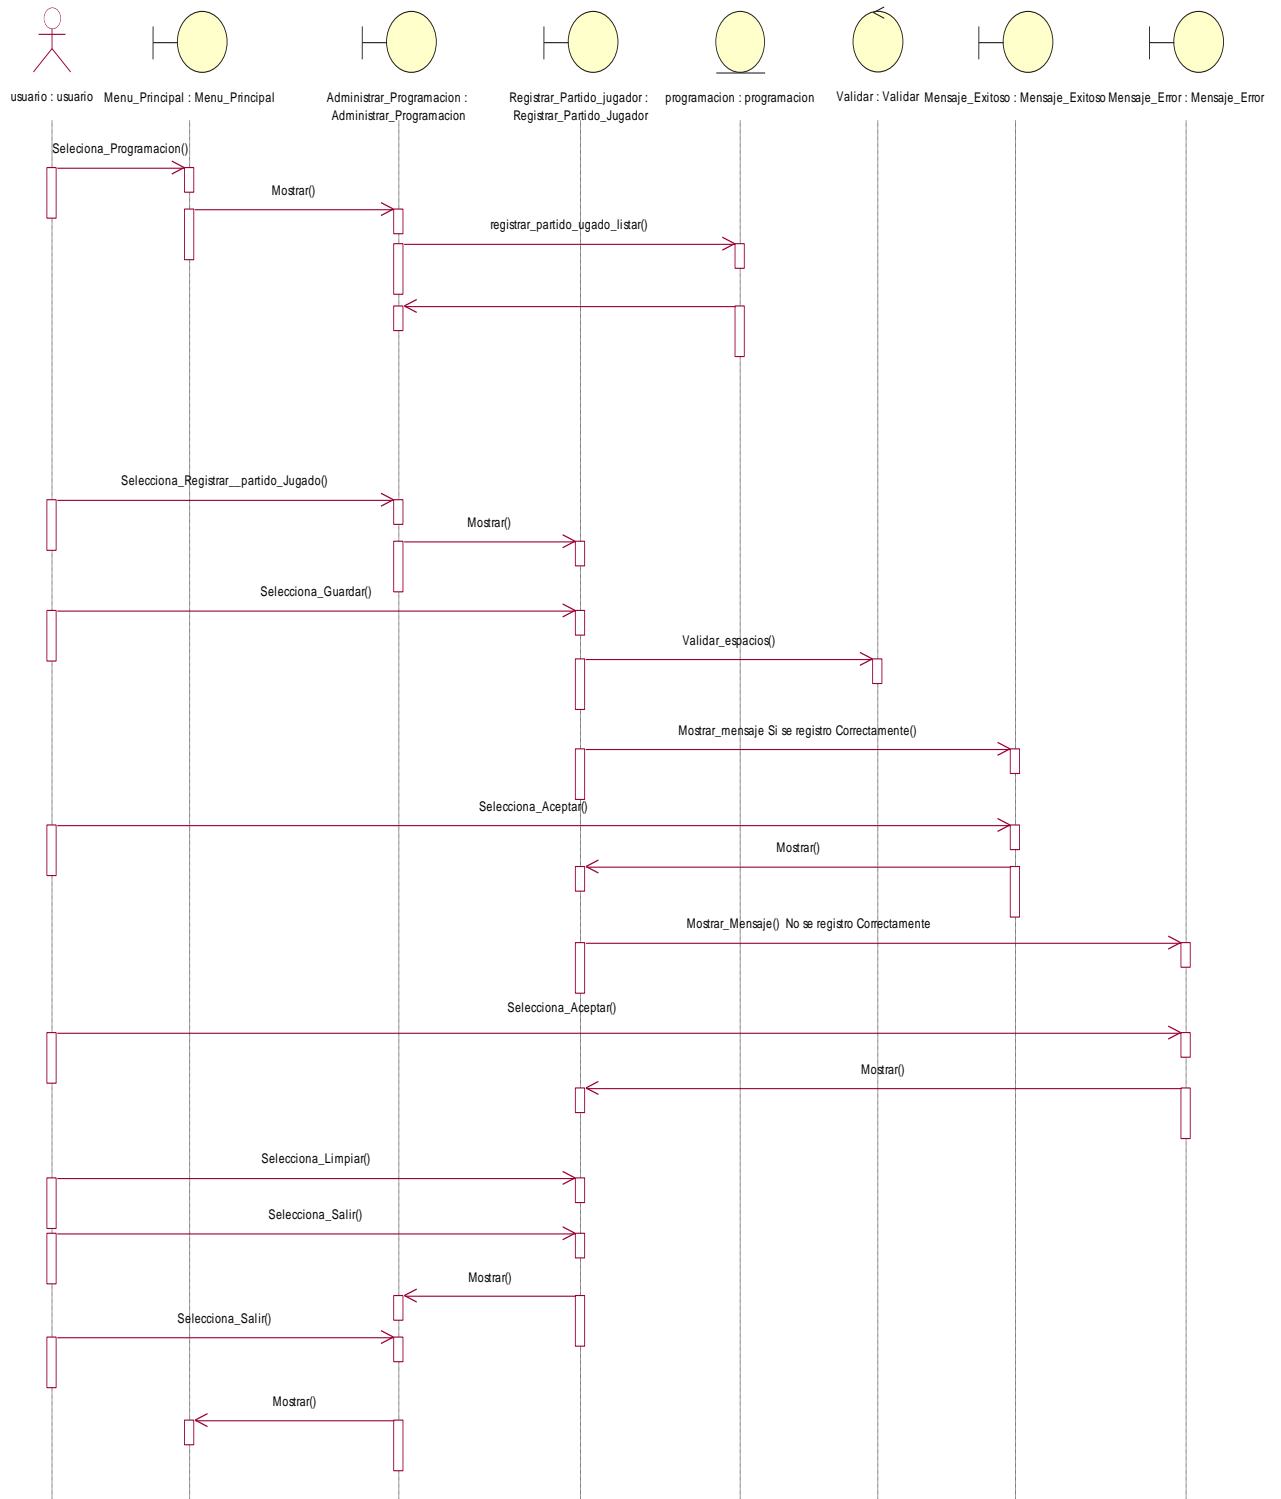 usuario : usuario
Menu_Principal : Menu_Principal
Administrar_Programacion :
Administrar_Programacion
Registrar_Partido_jugador :
Registrar_Partido_Jugador
programacion : programacion
Validar : Validar
Mensaje_Exitoso : Mensaje_Exitoso
Mensaje_Error : Mensaje_Error
Seleciona_Programacion()
Mostrar()
registrar_partido_ugado_listar()
Selecciona_Registrar__partido_Jugado()
Mostrar()
Selecciona_Guardar()
Validar_espacios()
Mostrar_mensaje Si se registro Correctamente()
Selecciona_Aceptar()
Mostrar()
Mostrar_Mensaje() No se registro Correctamente
Selecciona_Aceptar()
Mostrar()
Selecciona_Limpiar()
Selecciona_Salir()
Mostrar()
Selecciona_Salir()
Mostrar()